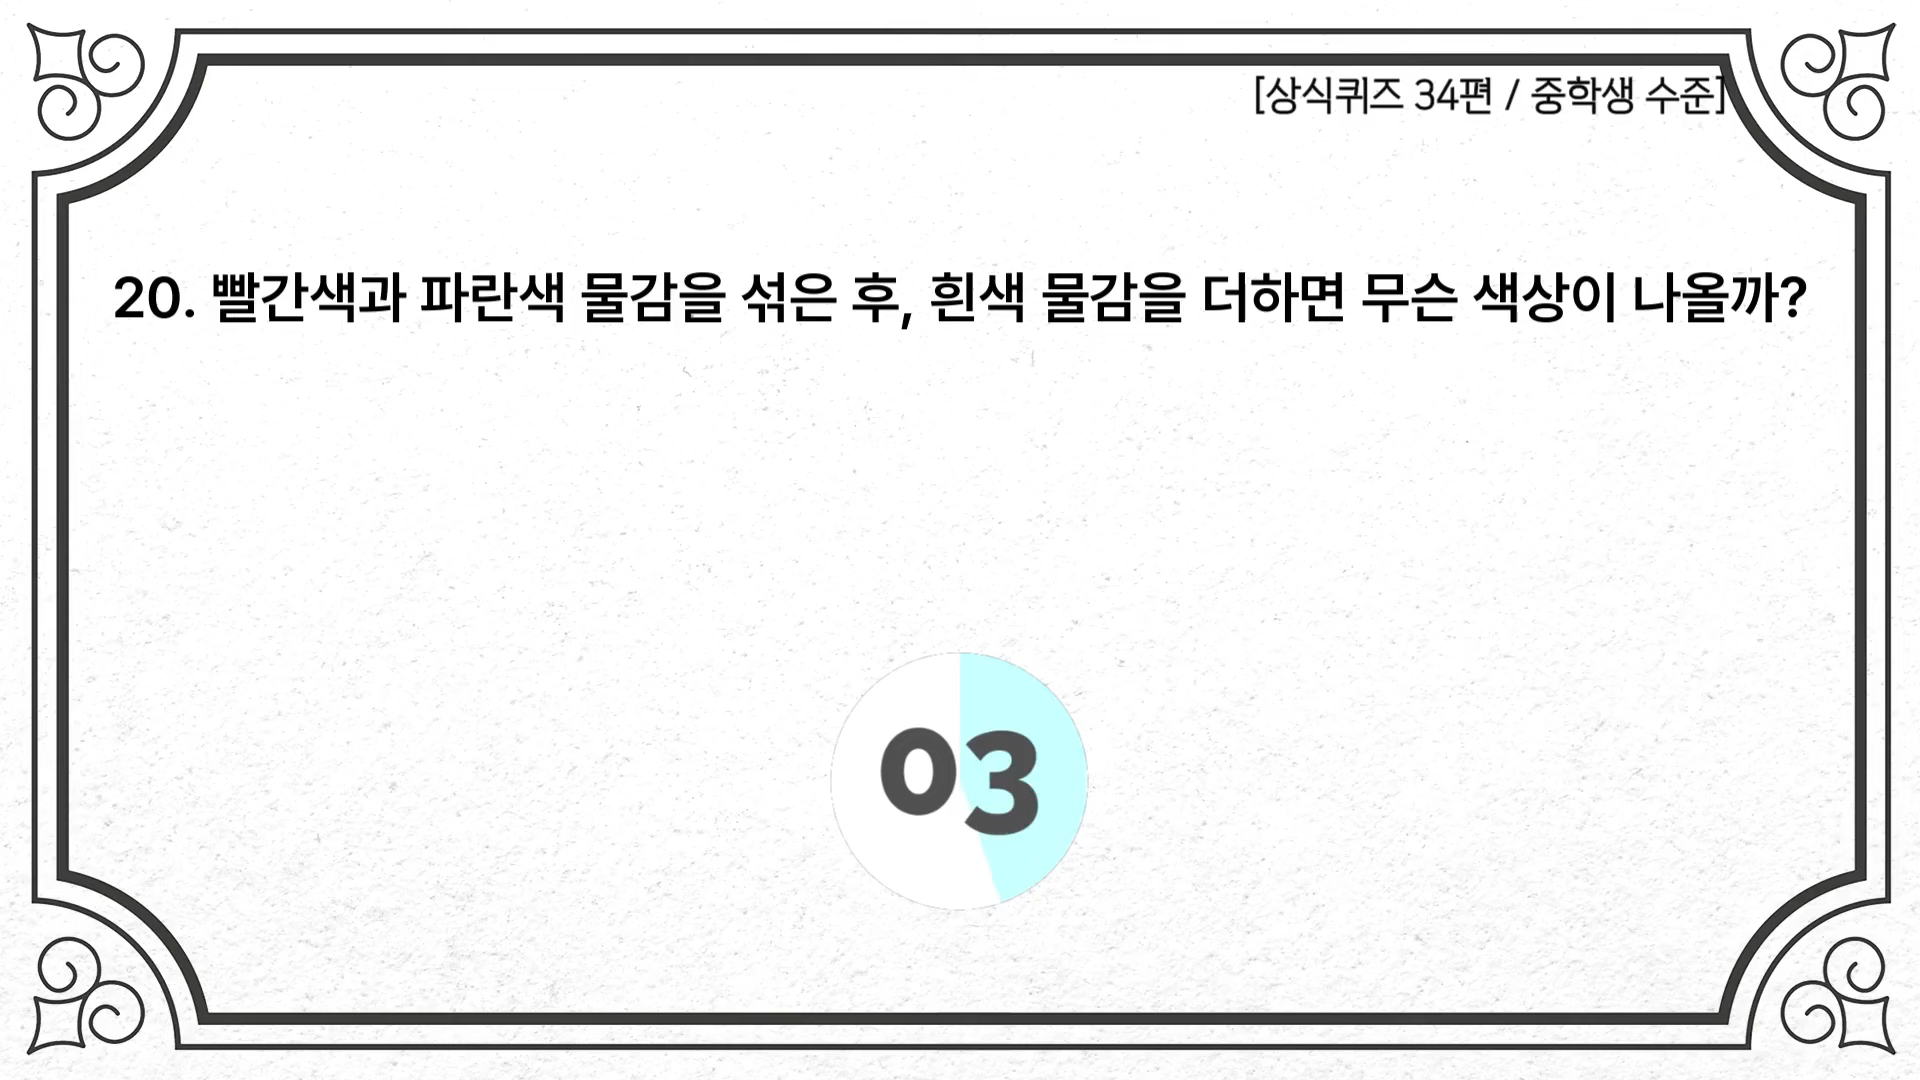 [상식퀴즈 34편 / 중학생 수준]
20. 빨간색과 파란색 물감을 섞은 후, 흰색 물감을 더하면 무슨 색상이 나올까?
03